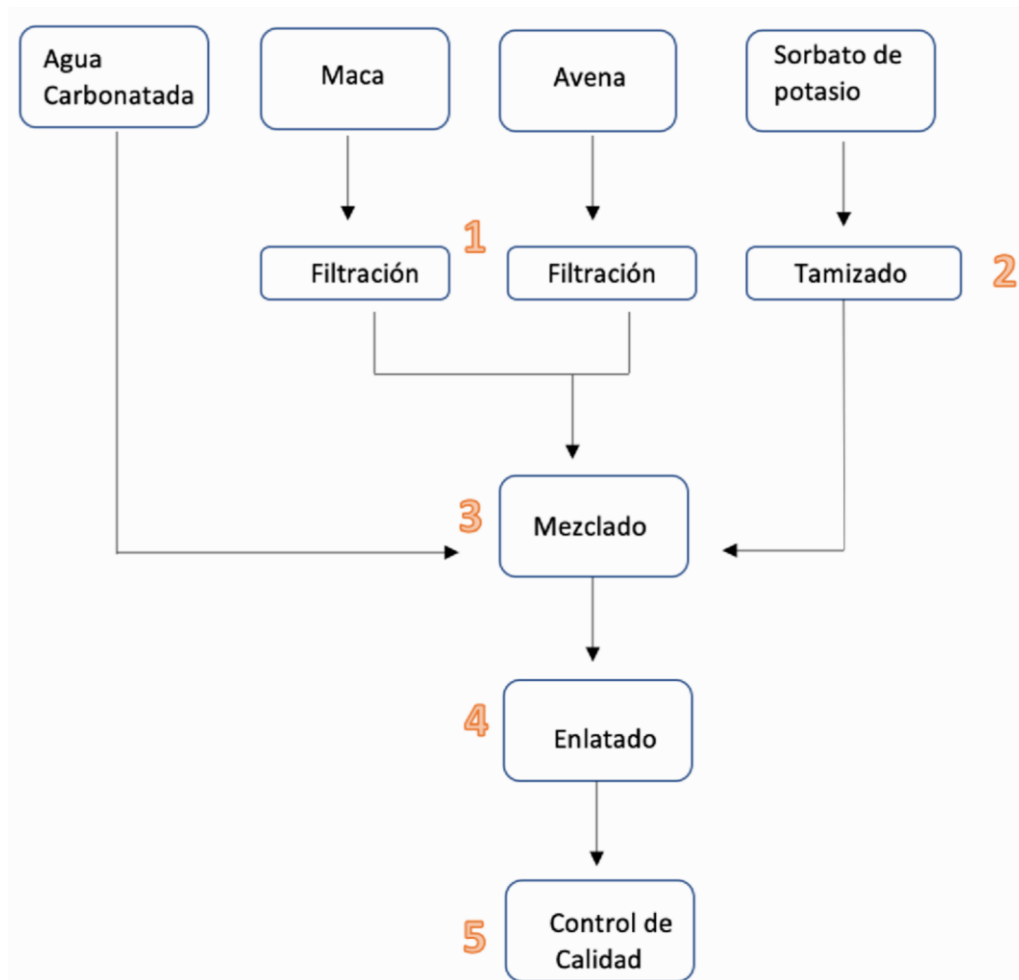 Agua
Carbonatada
Maca
Avena
Sorbato de
potasio
1
Filtración
Filtración
Tamizado
2
3
Mezclado
4
Enlatado
5
Control de
Calidad